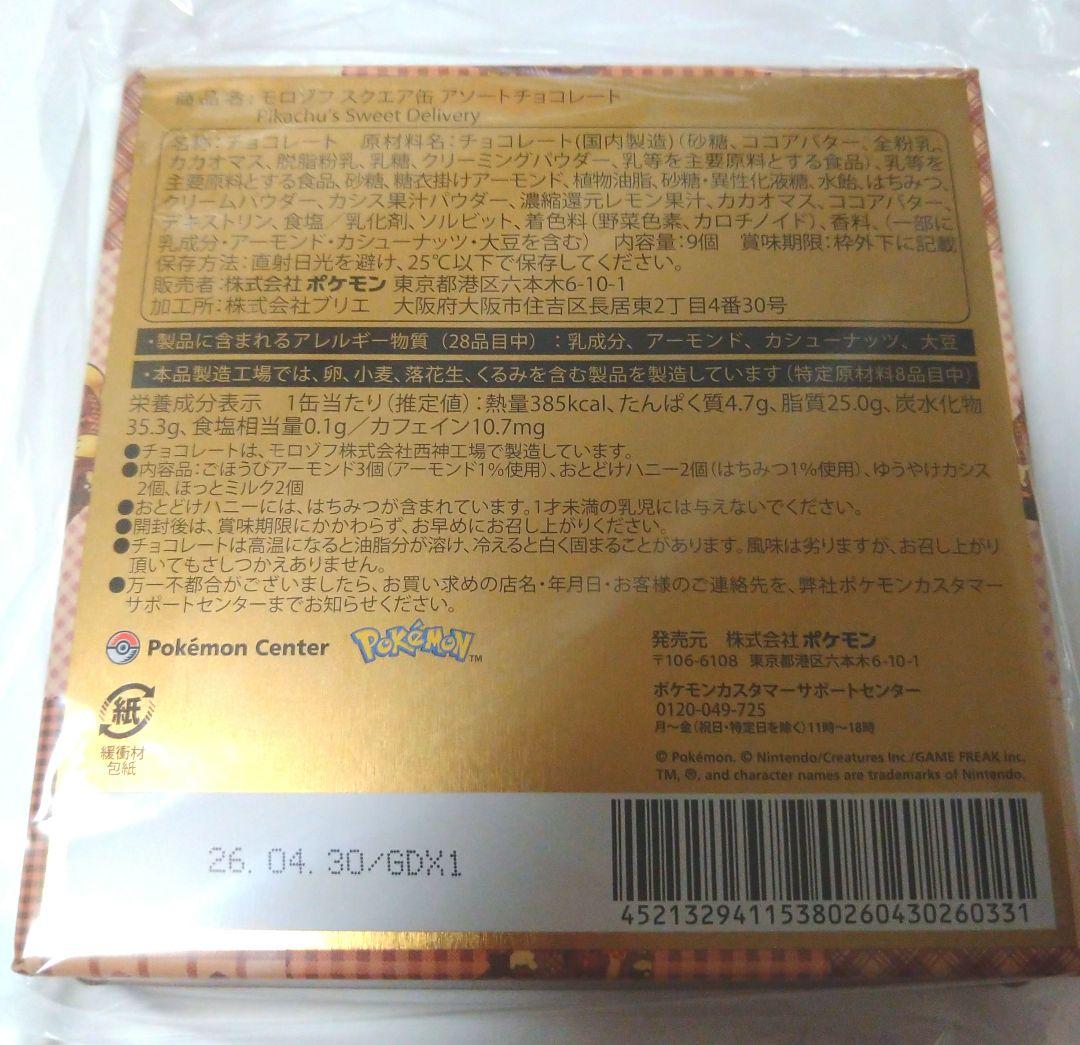 商品名：モロゾフ スクエア缶 アソートチョコレート
Pikachu's Sweet Delivery
名称：チョコレート　原材料名：チョコレート(国内製造)（砂糖、ココアバター、全粉乳、
カカオマス、脱脂粉乳、乳糖、クリーミングパウダー、乳等を主要原料とする食品）、乳等を
主要原料とする食品、砂糖、糖衣掛けアーモンド、植物油脂、砂糖・異性化液糖、水飴、はちみつ、
クリームパウダー、カシス果汁パウダー、濃縮還元レモン果汁、カカオマス、ココアバター、
デキストリン、食塩／乳化剤、ソルビット、着色料（野菜色素、カロチノイド）、香料、（一部に
乳成分・アーモンド・カシューナッツ・大豆を含む）　内容量：9個　賞味期限：枠外下に記載
保存方法：直射日光を避け、25℃以下で保存してください。
販売者：株式会社 ポケモン 東京都港区六本木6-10-1
加工所：株式会社ブリエ　大阪府大阪市住吉区長居東2丁目4番30号
・製品に含まれるアレルギー物質（28品目中）：乳成分、アーモンド、カシューナッツ、大豆
・本品製造工場では、卵、小麦、落花生、くるみを含む製品を製造しています（特定原材料8品目中）
栄養成分表示　1缶当たり（推定値）：熱量385kcal、たんぱく質4.7g、脂質25.0g、炭水化物
35.3g、食塩相当量0.1g／カフェイン10.7mg
●チョコレートは、モロゾフ株式会社西神工場で製造しています。
●内容品：ごほうびアーモンド3個（アーモンド1％使用）、おとどけハニー2個（はちみつ1％使用）、ゆうやけカシス
2個、ほっとミルク2個
●おとどけハニーには、はちみつが含まれています。1才未満の乳児には与えないでください。
●開封後は、賞味期限にかかわらず、お早めにお召し上がりください。
●チョコレートは高温になると油脂分が溶け、冷えると白く固まることがあります。風味は劣りますが、お召し上がり
頂いてもさしつかえありません。
●万一不都合がございましたら、お買い求めの店名・年月日・お客様のご連絡先を、弊社ポケモンカスタマー
サポートセンターまでお知らせください。
Pokémon Center POKéMON™
発売元　株式会社 ポケモン
〒106-6108　東京都港区六本木6-10-1
ポケモンカスタマーサポートセンター
0120-049-725
月〜金（祝日・特定日を除く）11時〜18時
紙
緩衝材
包紙
© Pokémon. © Nintendo/Creatures Inc./GAME FREAK inc.
TM, ®, and character names are trademarks of Nintendo.
26.04.30/GDX1
45213294115380260430260331